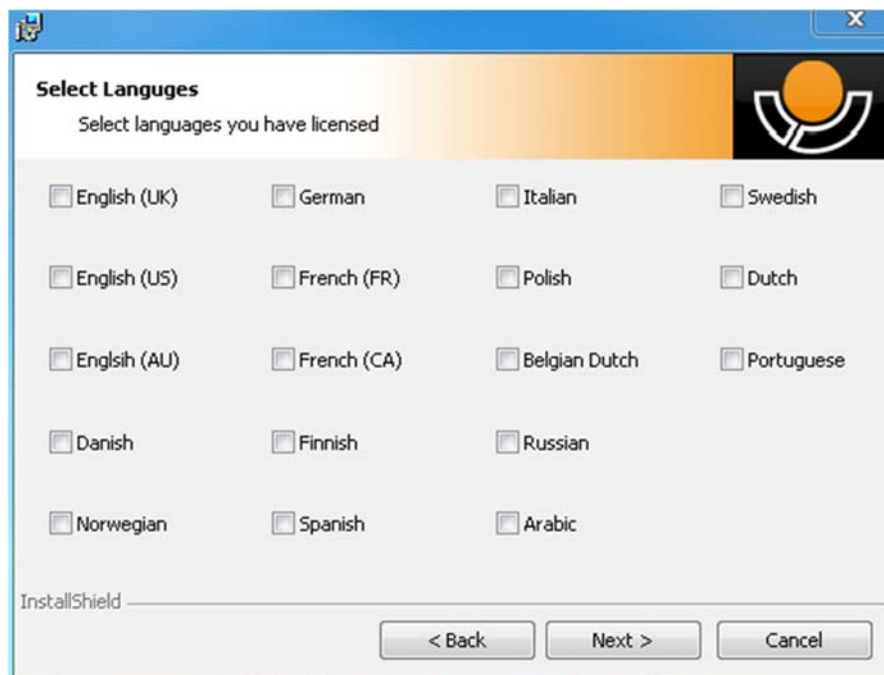 Select Languges
Select languages you have licensed
English (UK) German Italian Swedish
English (US) French (FR) Polish Dutch
Englsih (AU) French (CA) Belgian Dutch Portuguese
Danish Finnish Russian
Norwegian Spanish Arabic
InstallShield
< Back Next > Cancel